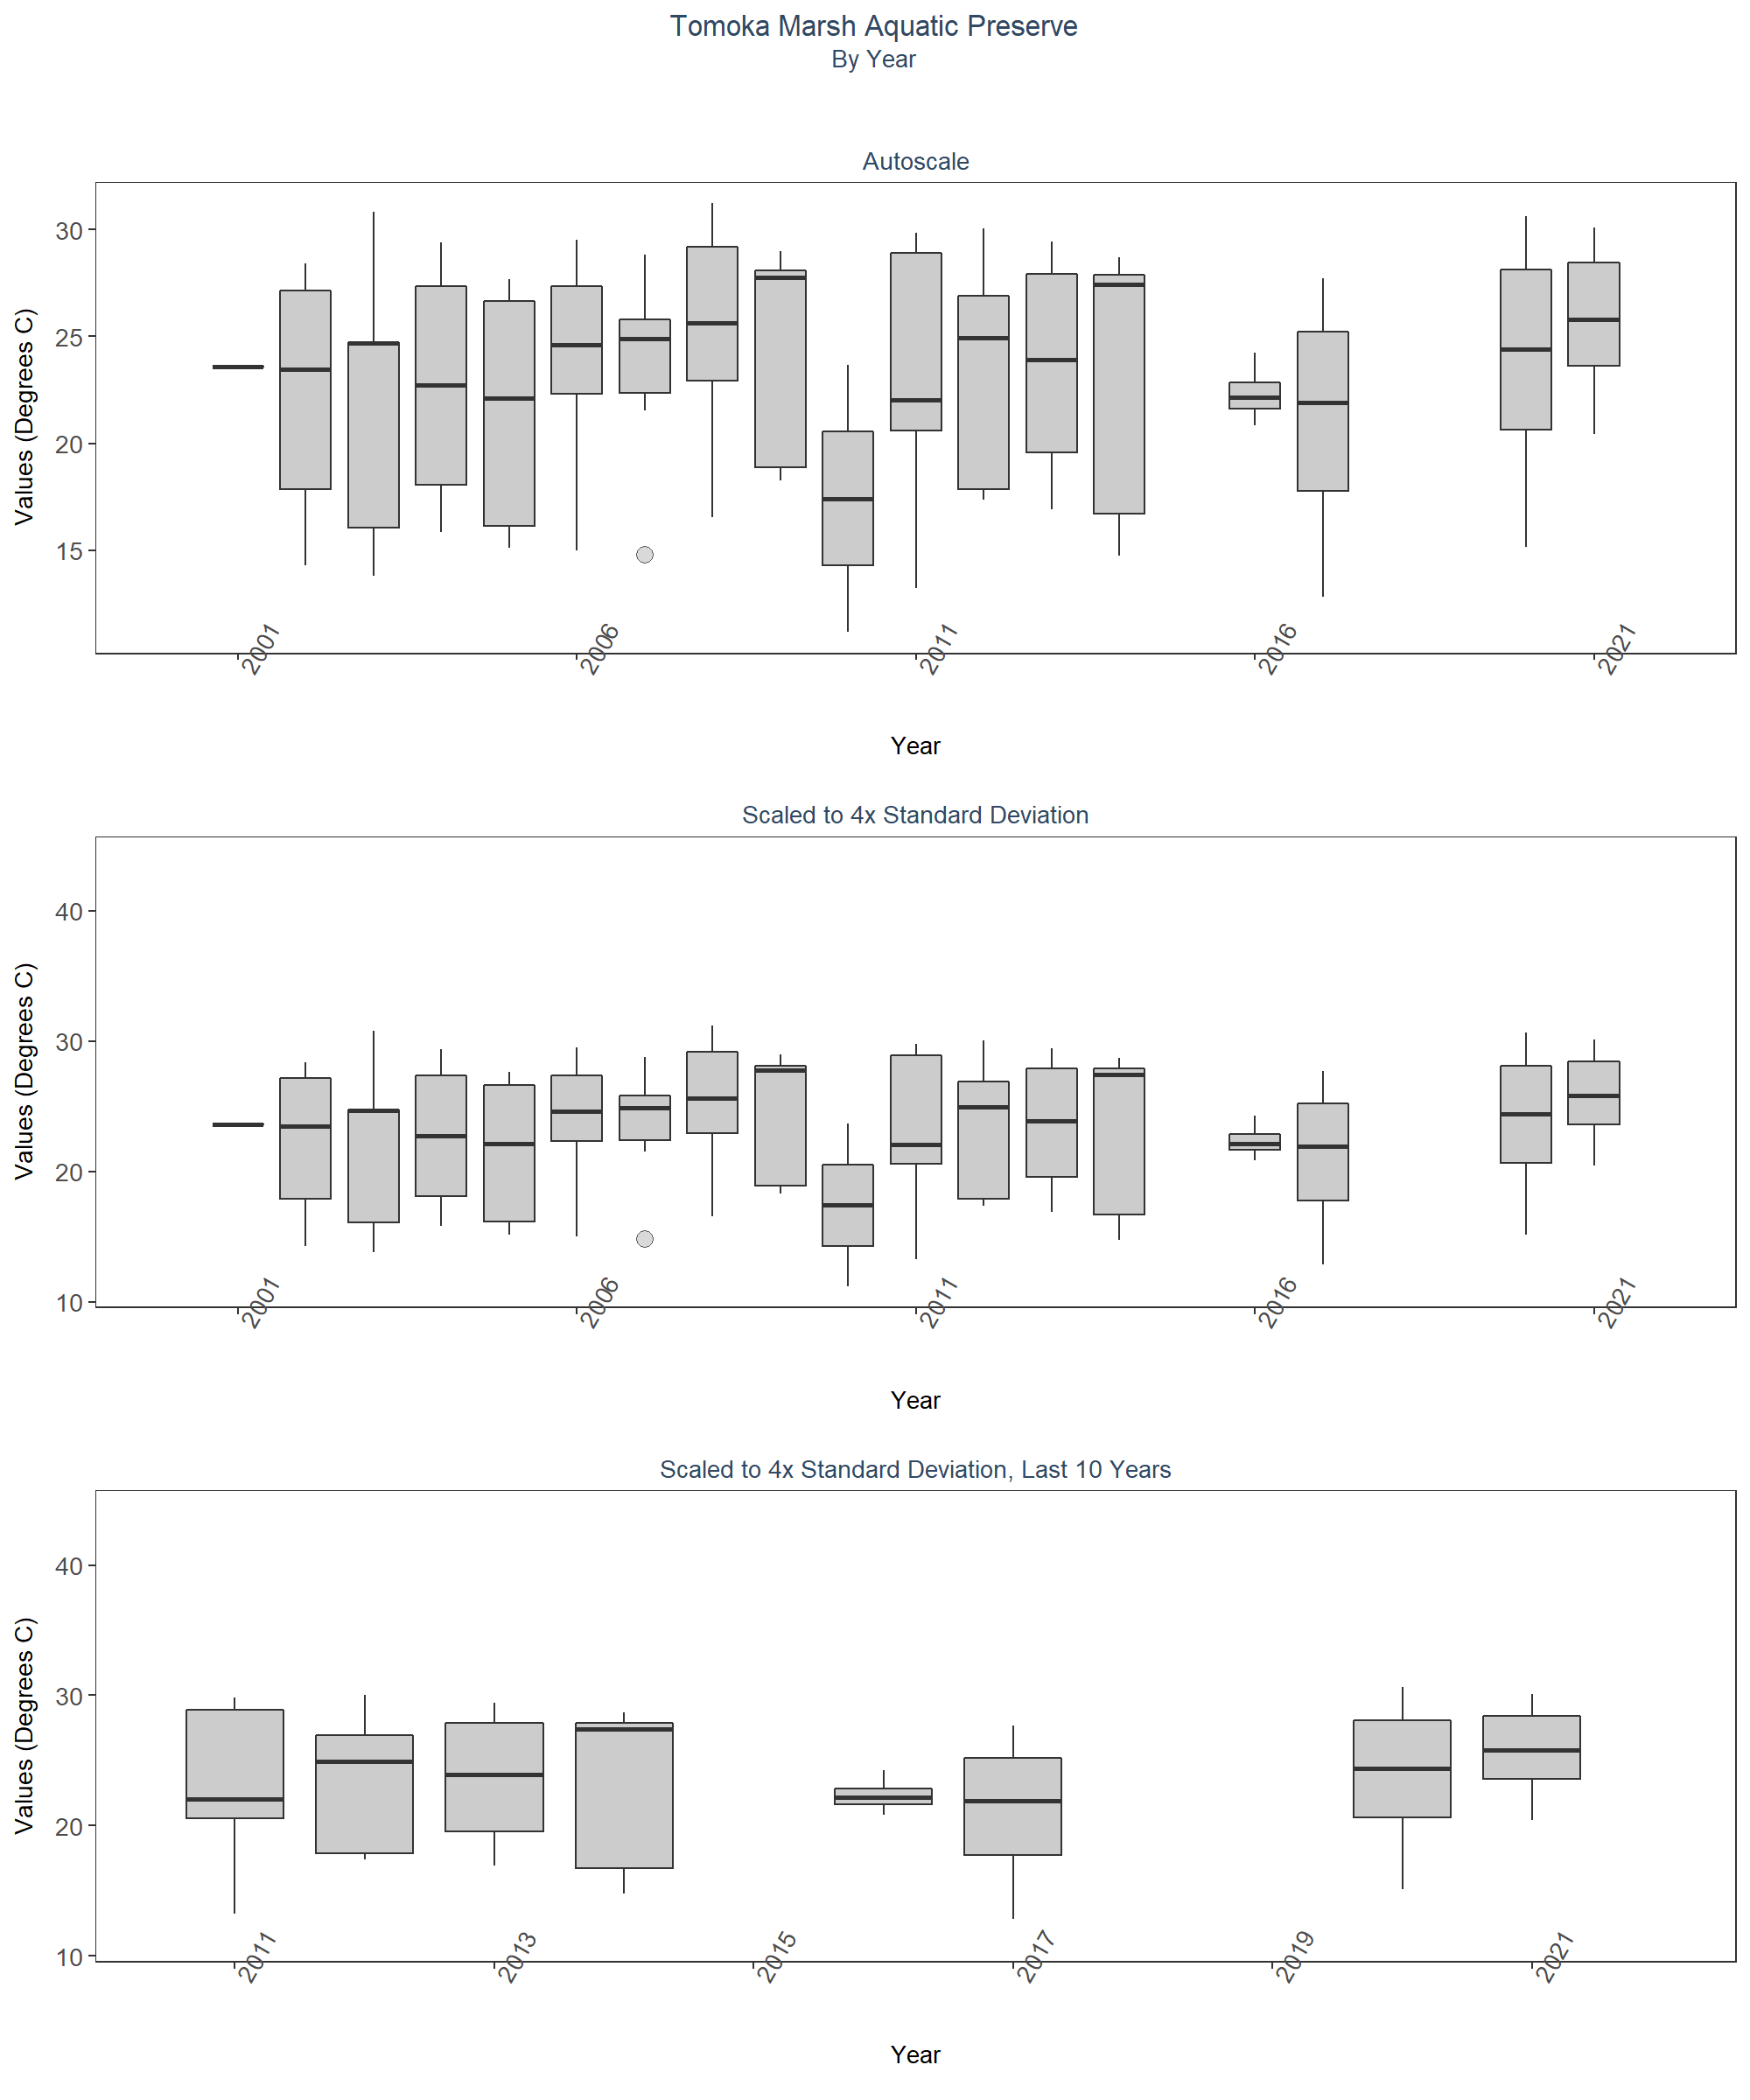 Tomoka Marsh Aquatic Preserve
By Year
Autoscale
Values (Degrees C)
30
25
20
15
2001
2006
2011
2016
2021
Year
Scaled to 4x Standard Deviation
Values (Degrees C)
40
30
20
10
2001
2006
2011
2016
2021
Year
Scaled to 4x Standard Deviation, Last 10 Years
Values (Degrees C)
40
30
20
10
2011
2013
2015
2017
2019
2021
Year